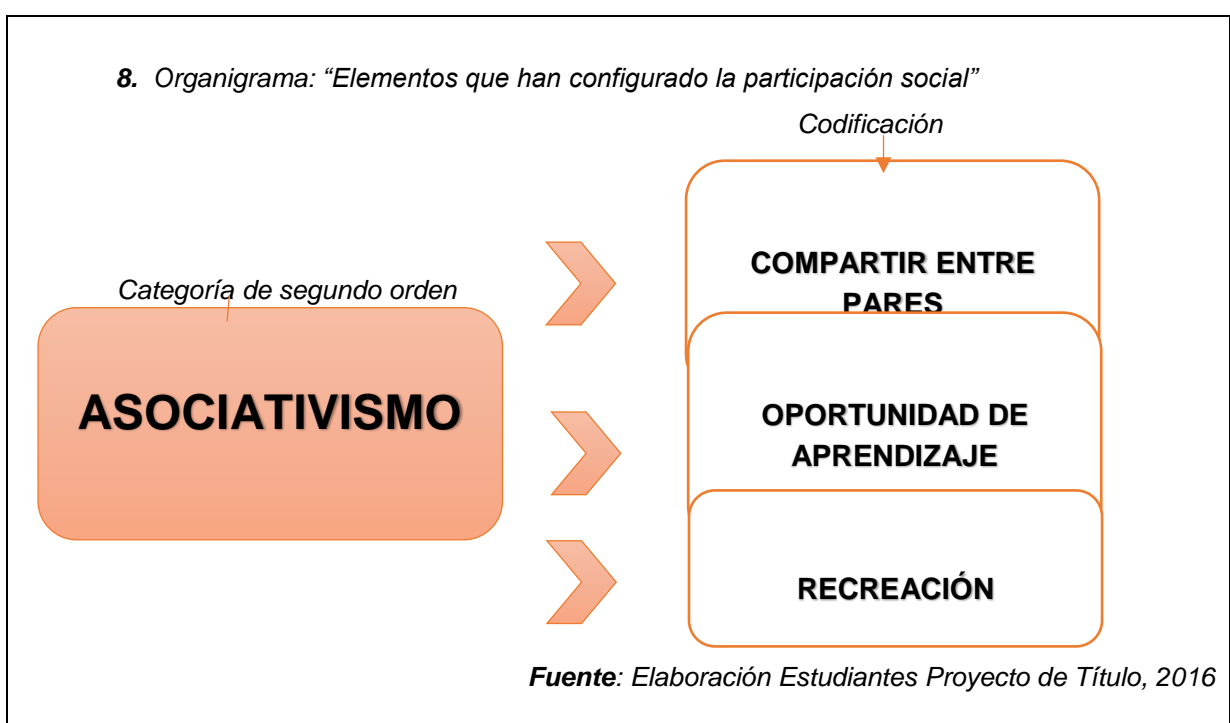 8. Organigrama: “Elementos que han configurado la participación social”
Codificación
Categoría de segundo orden
ASOCIATIVISMO
COMPARTIR ENTRE
PARES
OPORTUNIDAD DE
APRENDIZAJE
RECREACIÓN
Fuente: Elaboración Estudiantes Proyecto de Título, 2016